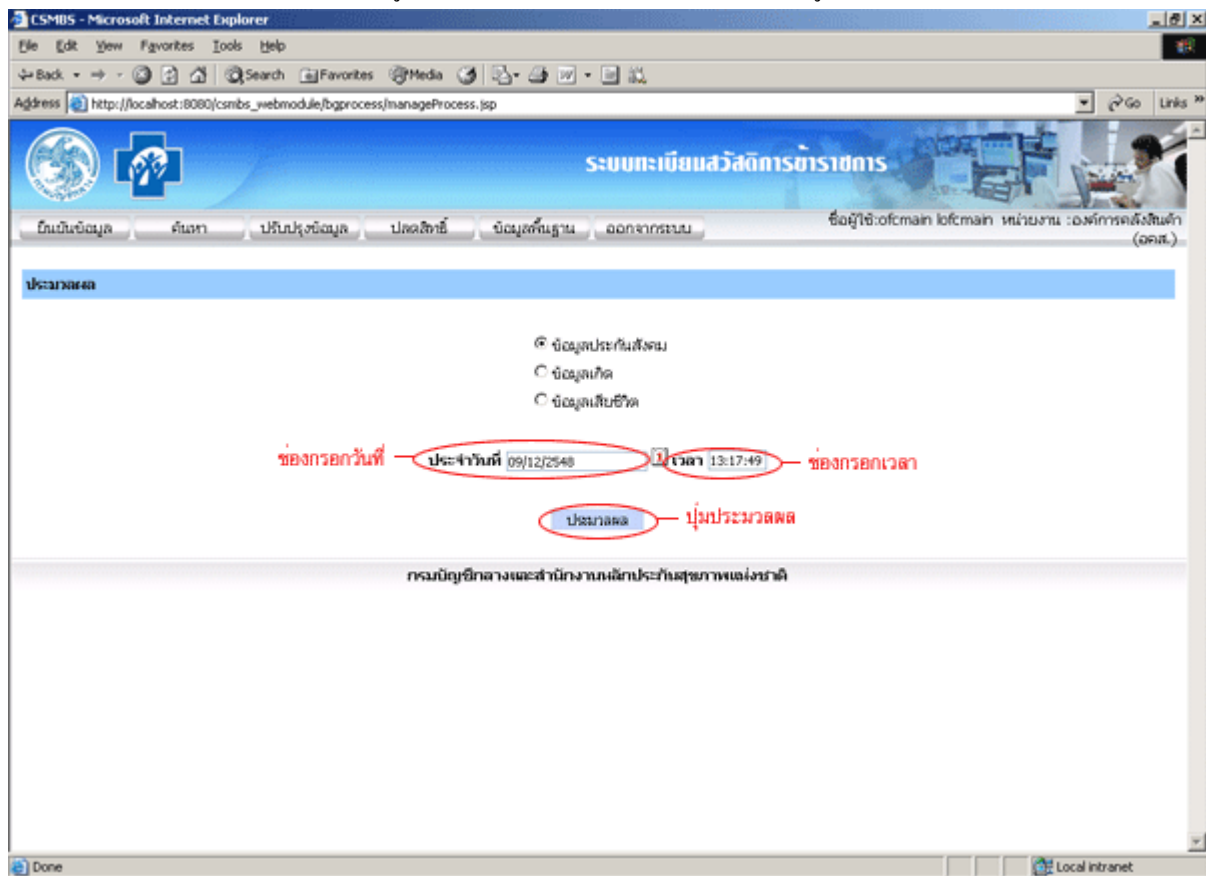 CSMBS - Microsoft Internet Explorer
File Edit View Favorites Tools Help
Back Search Favorites Media
Address http://localhost:8080/csmbs_webmodule/bgprocess/manageProcess.jsp Go Links »
ระบบทะเบียนสวัสดิการข้าราชการ
ยืนยันข้อมูล ค้นหา ปรับปรุงข้อมูล ปลดสิทธิ์ ข้อมูลพื้นฐาน ออกจากระบบ ชื่อผู้ใช้:ofcmain lofcmain หน่วยงาน :องค์การคลังสินค้า
(อคส.)
ประมวลผล
ข้อมูลประกันสังคม
ข้อมูลเกิด
ข้อมูลเสียชีวิต
ช่องกรอกวันที่ ประจำวันที่ 09/12/2548 1 เวลา 13:17:49 ช่องกรอกเวลา
ประมวลผล ปุ่มประมวลผล
กรมบัญชีกลางและสำนักงานหลักประกันสุขภาพแห่งชาติ
Done Local intranet